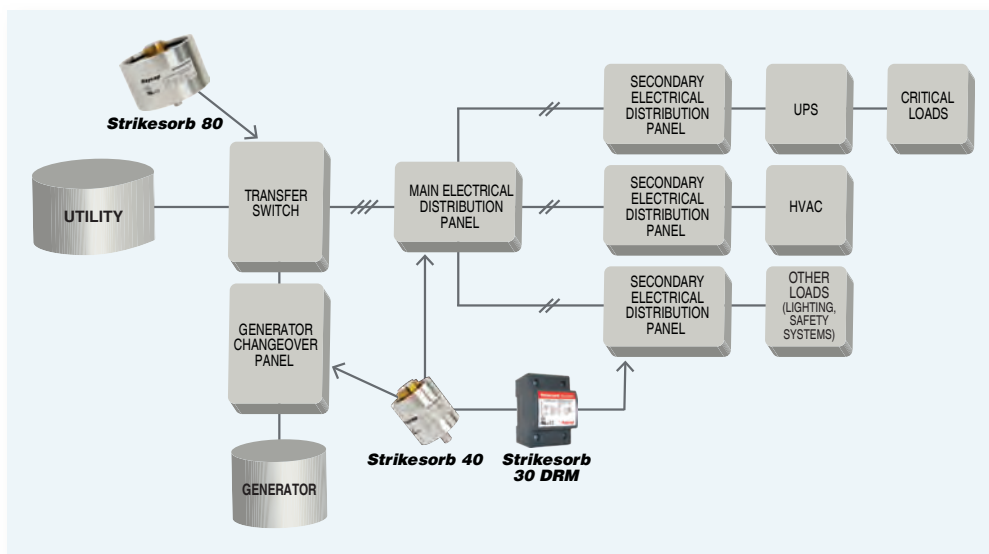 Raycap
Strikesorb 80
UTILITY
TRANSFER
SWITCH
MAIN ELECTRICAL
DISTRIBUTION
PANEL
SECONDARY
ELECTRICAL
DISTRIBUTION
PANEL
UPS
CRITICAL
LOADS
SECONDARY
ELECTRICAL
DISTRIBUTION
PANEL
HVAC
SECONDARY
ELECTRICAL
DISTRIBUTION
PANEL
OTHER
LOADS
(LIGHTING,
SAFETY
SYSTEMS)
GENERATOR
CHANGEOVER
PANEL
GENERATOR
Strikesorb 40
Strikesorb
30 DRM